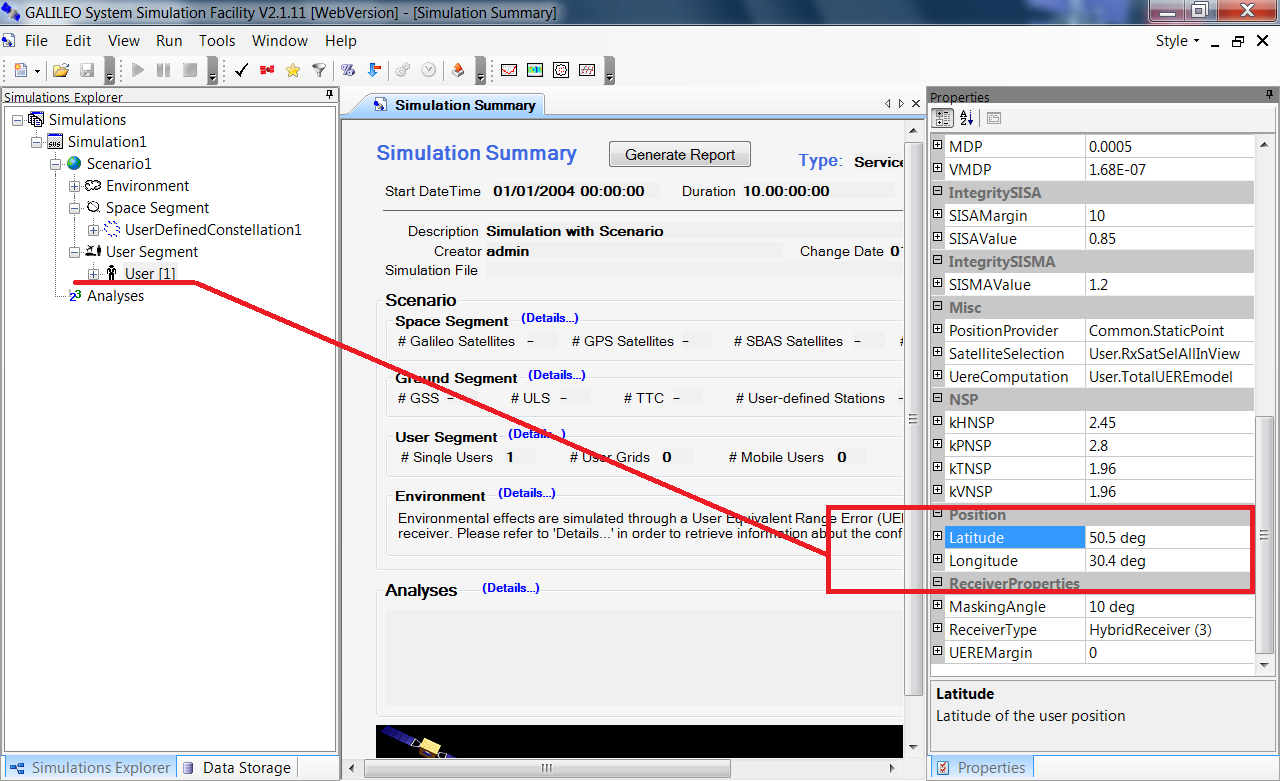 GALILEO System Simulation Facility V2.1.11 [WebVersion] - [Simulation Summary]
File Edit View Run Tools Window Help Style
Simulations Explorer
Simulations
Simulation1
Scenario1
Environment
Space Segment
UserDefinedConstellation1
User Segment
User [1]
Analyses
Simulations Explorer Data Storage
Simulation Summary
Simulation Summary Generate Report Type: Service
Start DateTime 01/01/2004 00:00:00 Duration 10.00:00:00
Description Simulation with Scenario
Creator admin Change Date 0
Simulation File
Scenario
Space Segment (Details...)
# Galileo Satellites - # GPS Satellites - # SBAS Satellites - #
Ground Segment (Details...)
# GSS - # ULS - # TTC - # User-defined Stations -
User Segment (Details...)
# Single Users 1 # User Grids 0 # Mobile Users 0
Environment (Details...)
Environmental effects are simulated through a User Equivalent Range Error (UER
receiver. Please refer to 'Details...' in order to retrieve information about the conf
Analyses (Details...)
Properties
MDP 0.0005
VMDP 1.68E-07
IntegritySISA
SISAMargin 10
SISAValue 0.85
IntegritySISMA
SISMAValue 1.2
Misc
PositionProvider Common.StaticPoint
SatelliteSelection User.RxSatSelAllInView
UereComputation User.TotalUEREmodel
NSP
kHNSP 2.45
kPNSP 2.8
kTNSP 1.96
kVNSP 1.96
Position
Latitude 50.5 deg
Longitude 30.4 deg
ReceiverProperties
MaskingAngle 10 deg
ReceiverType HybridReceiver (3)
UEREMargin 0
Latitude
Latitude of the user position
Properties